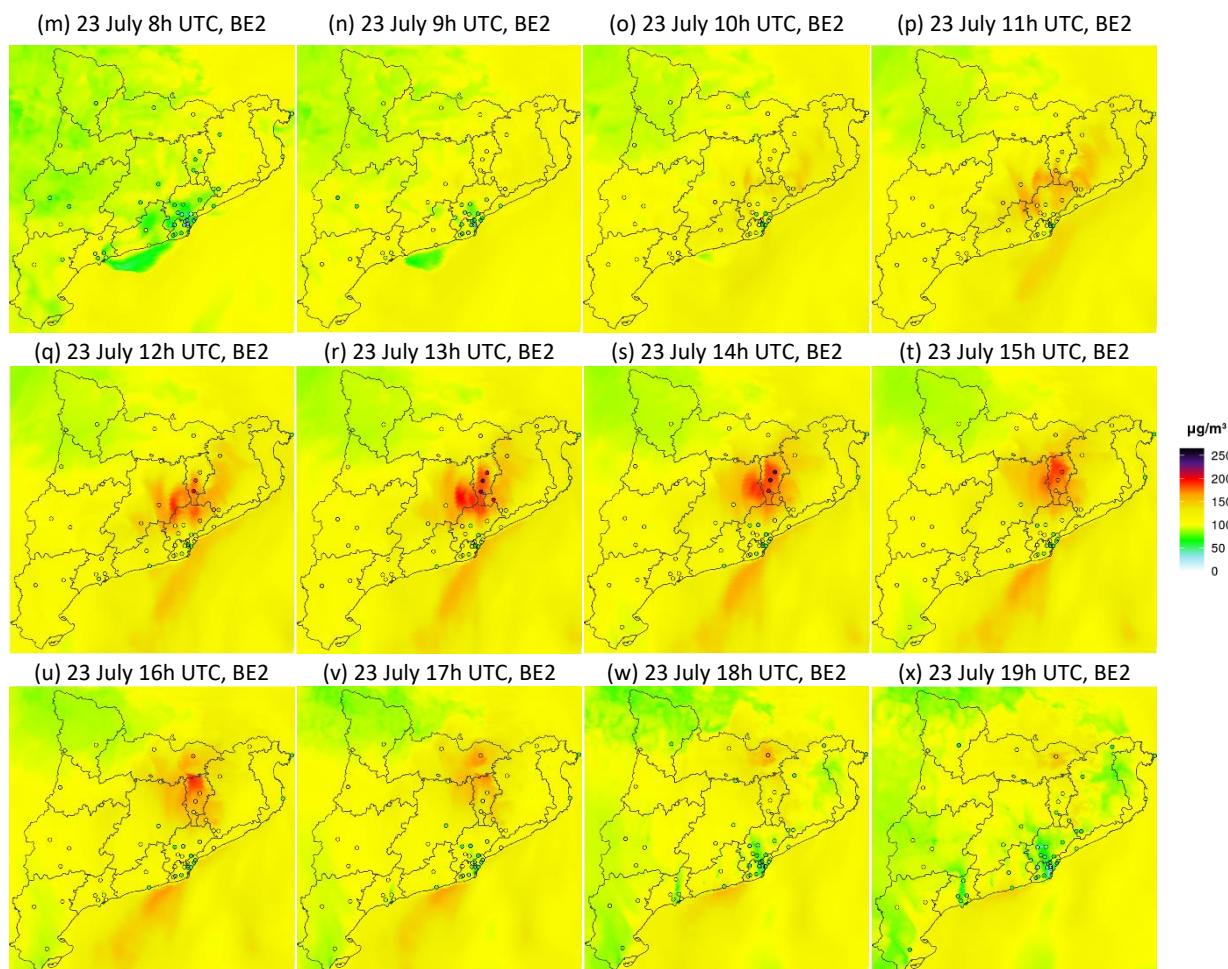 (m) 23 July 8h UTC, BE2
(n) 23 July 9h UTC, BE2
(o) 23 July 10h UTC, BE2
(p) 23 July 11h UTC, BE2
(q) 23 July 12h UTC, BE2
(r) 23 July 13h UTC, BE2
(s) 23 July 14h UTC, BE2
(t) 23 July 15h UTC, BE2
µg/m³
250
200
150
100
50
0
(u) 23 July 16h UTC, BE2
(v) 23 July 17h UTC, BE2
(w) 23 July 18h UTC, BE2
(x) 23 July 19h UTC, BE2